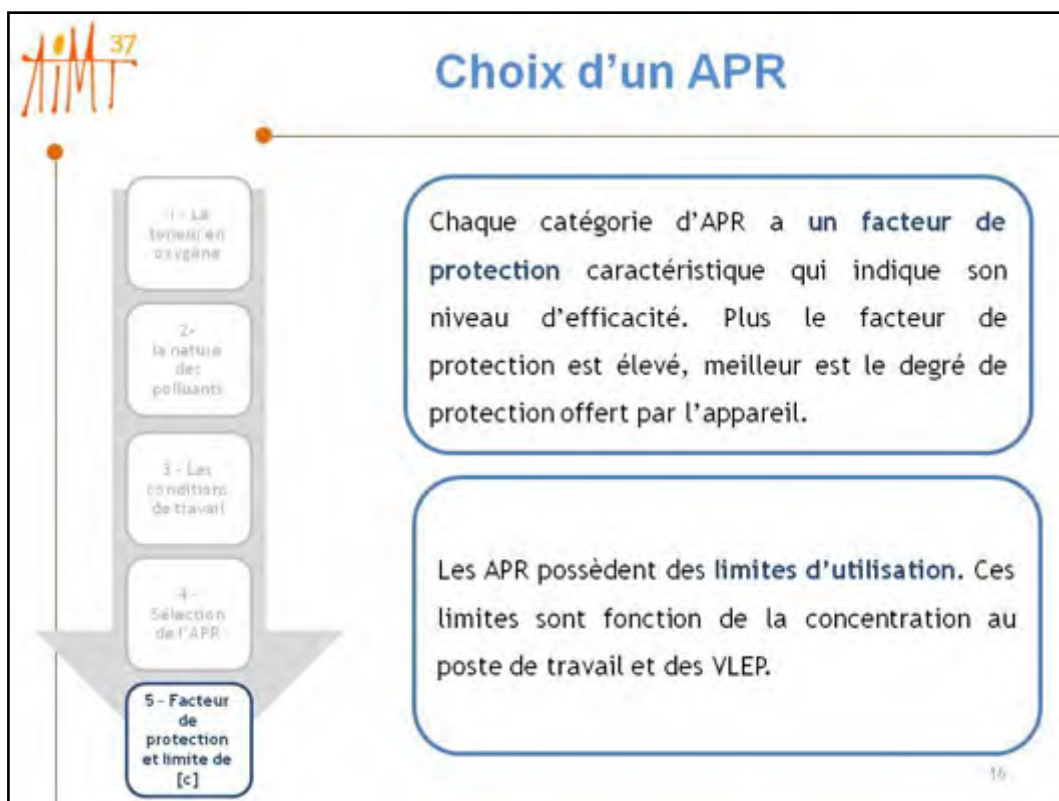 AiMT 37
Choix d'un APR
1 - La
teneur en
oxygène
2-
la nature
des
polluants
3 - Les
conditions
de travail
4 -
Sélection
de l'APR
5 - Facteur
de
protection
et limite de
[c]
Chaque catégorie d'APR a un facteur de
protection caractéristique qui indique son
niveau d'efficacité. Plus le facteur de
protection est élevé, meilleur est le degré de
protection offert par l'appareil.
Les APR possèdent des limites d'utilisation. Ces
limites sont fonction de la concentration au
poste de travail et des VLEP.
16